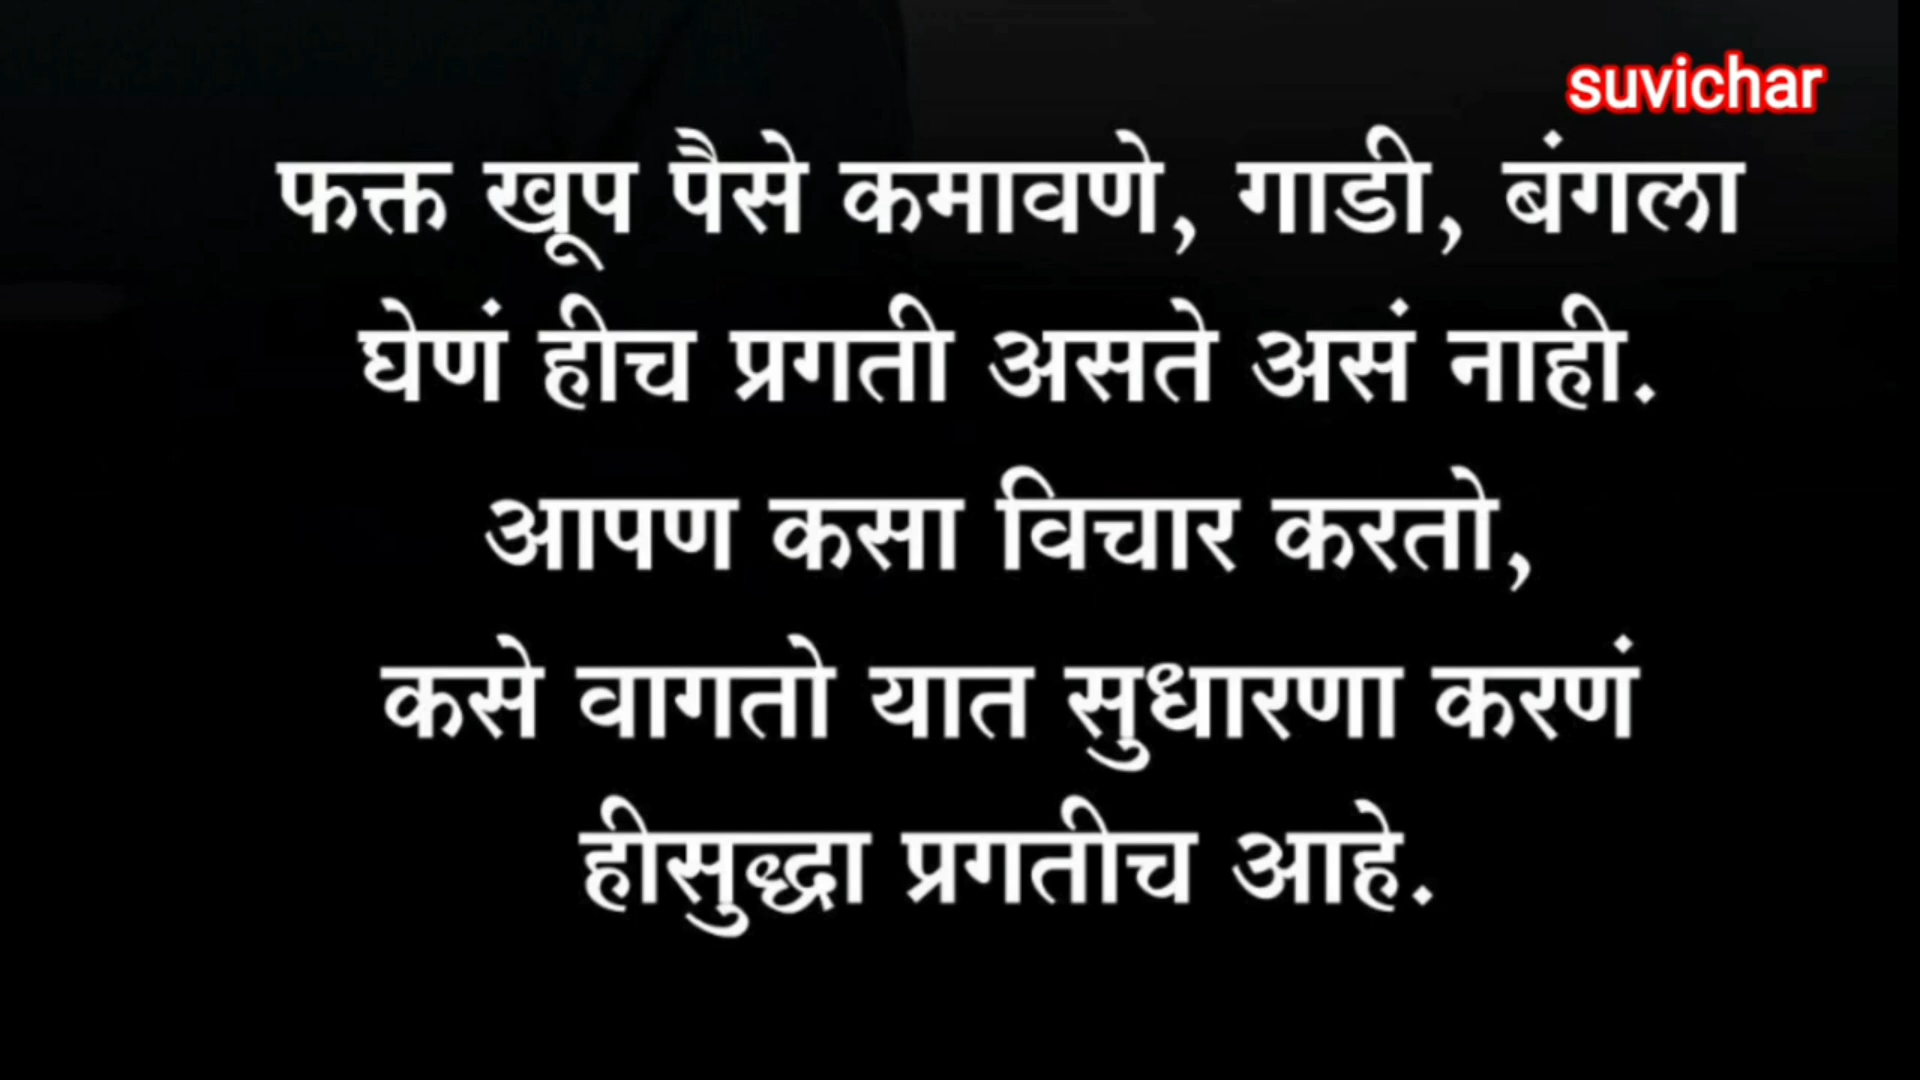 suvichar
फक्त खूप पैसे कमावणे, गाडी, बंगला
घेणं हीच प्रगती असते असं नाही.
आपण कसा विचार करतो,
कसे वागतो यात सुधारणा करणं
हीसुद्धा प्रगतीच आहे.